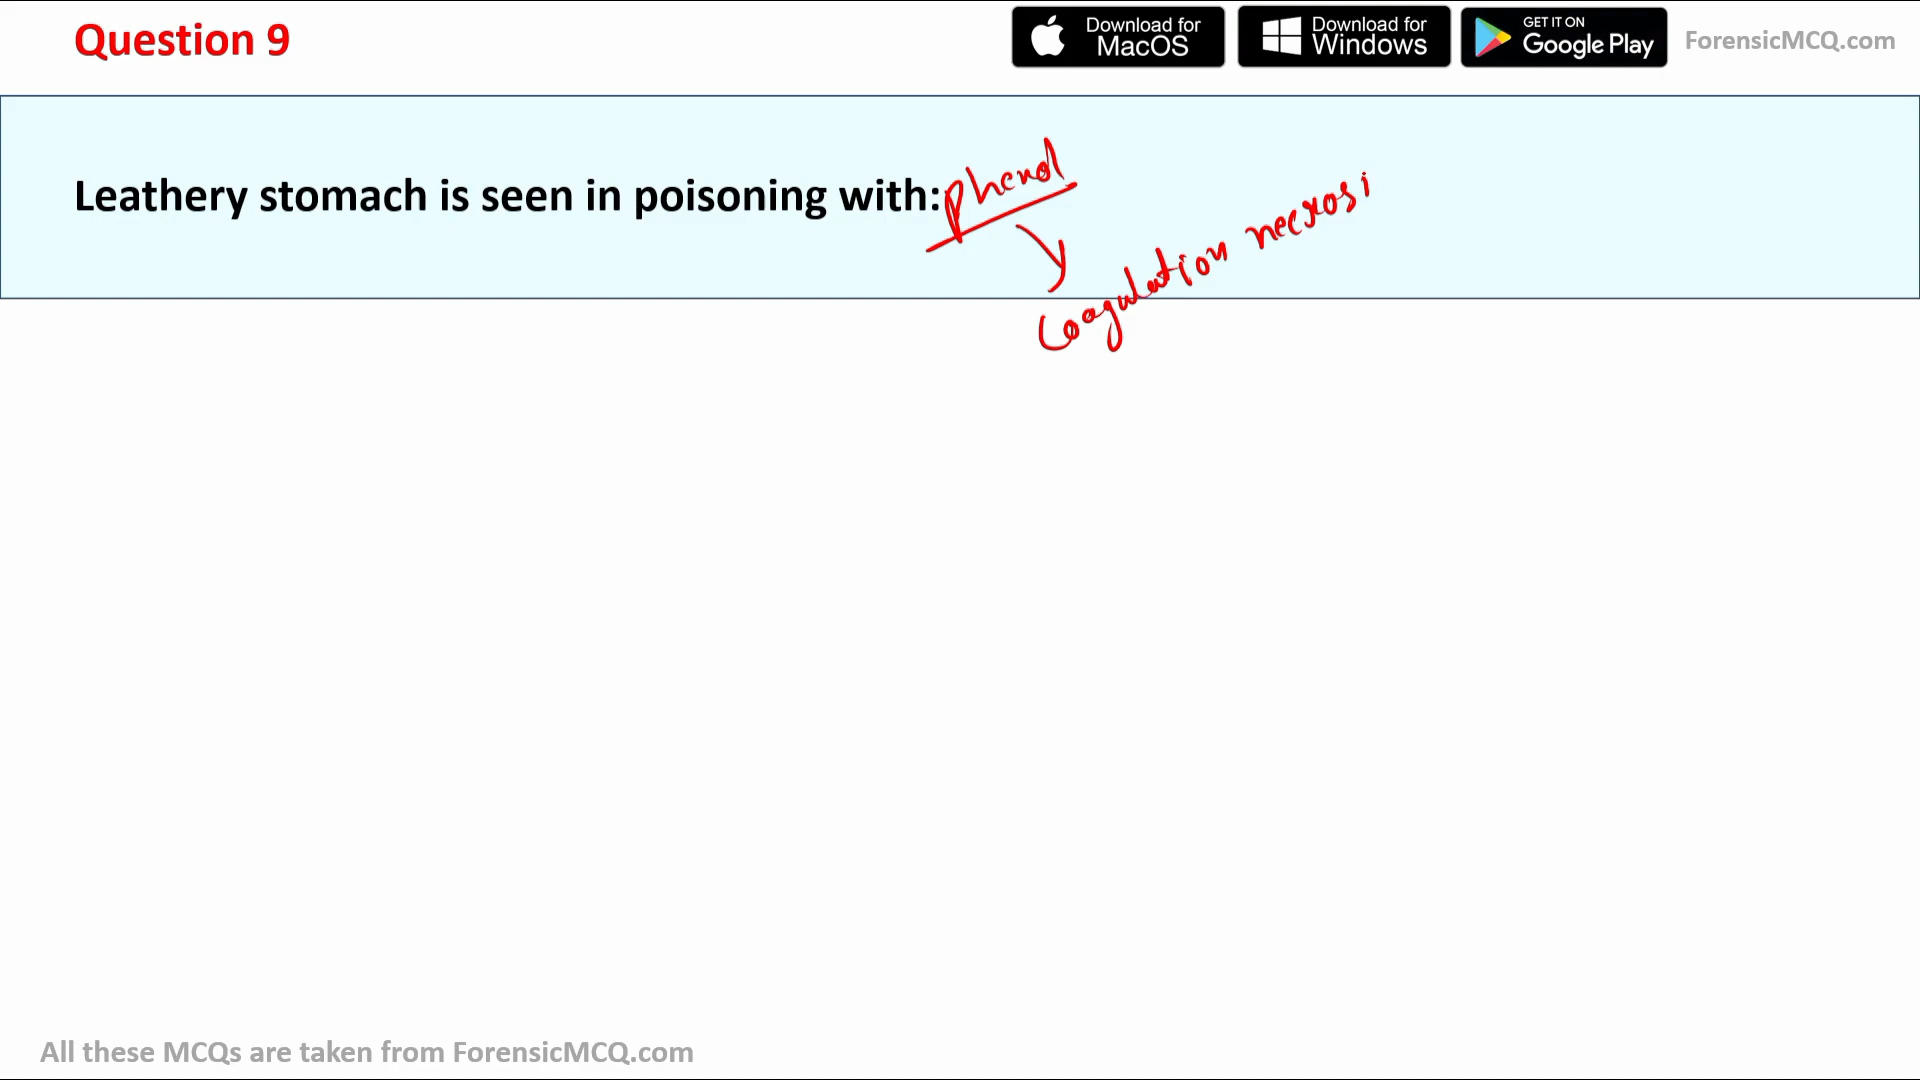 Question 9
Download for
MacOS
Download for
Windows
GET IT ON
Google Play
ForensicMCQ.com
Leathery stomach is seen in poisoning with:
phenol
Coagulation necrosi
All these MCQs are taken from ForensicMCQ.com